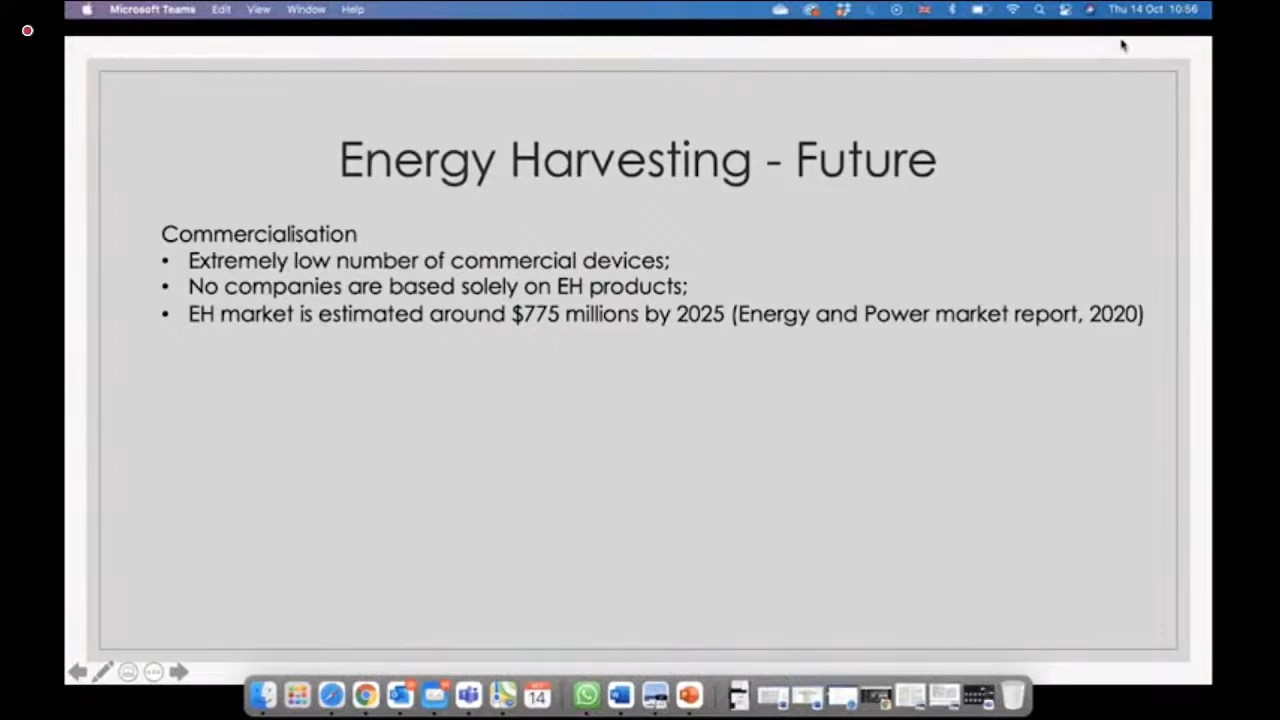 Microsoft Teams Edit View Window Help Thu 14 Oct 10:56
Energy Harvesting - Future
Commercialisation
• Extremely low number of commercial devices;
• No companies are based solely on EH products;
• EH market is estimated around $775 millions by 2025 (Energy and Power market report, 2020)
14